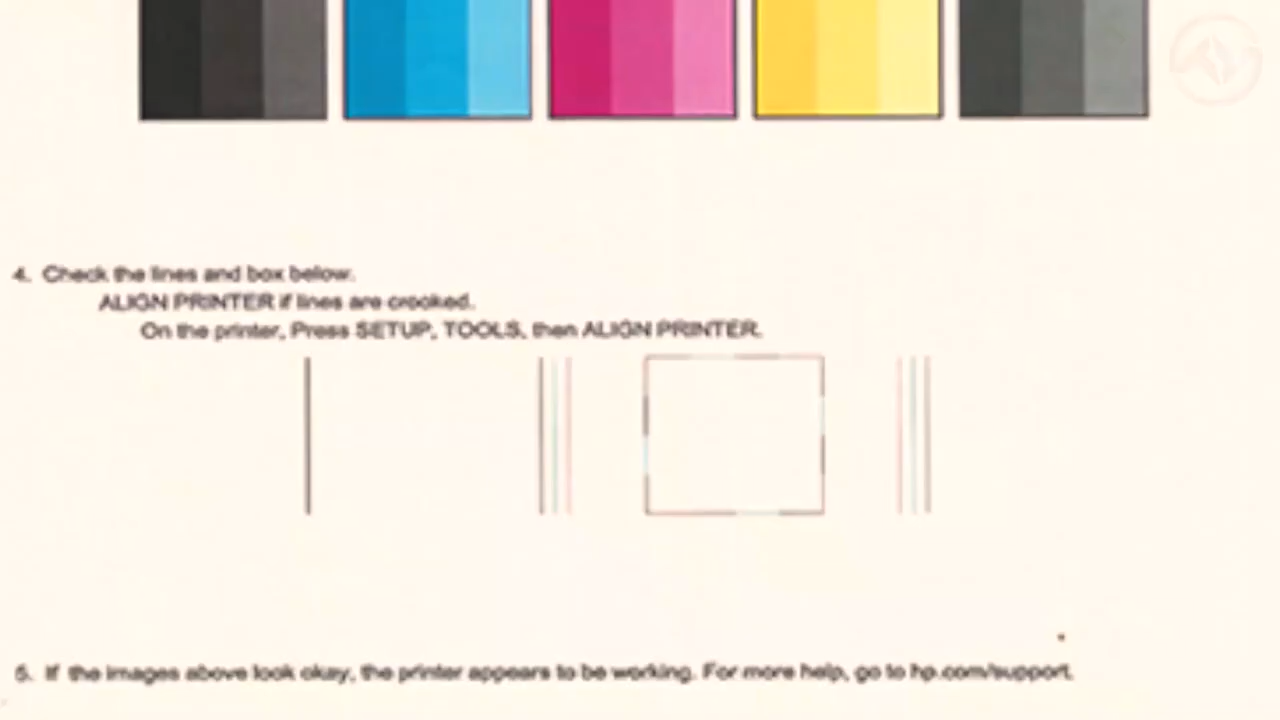 4. Check the lines and box below.
ALIGN PRINTER if lines are crooked.
On the printer, Press SETUP, TOOLS, then ALIGN PRINTER.
5. If the images above look okay, the printer appears to be working. For more help, go to hp.com/support.